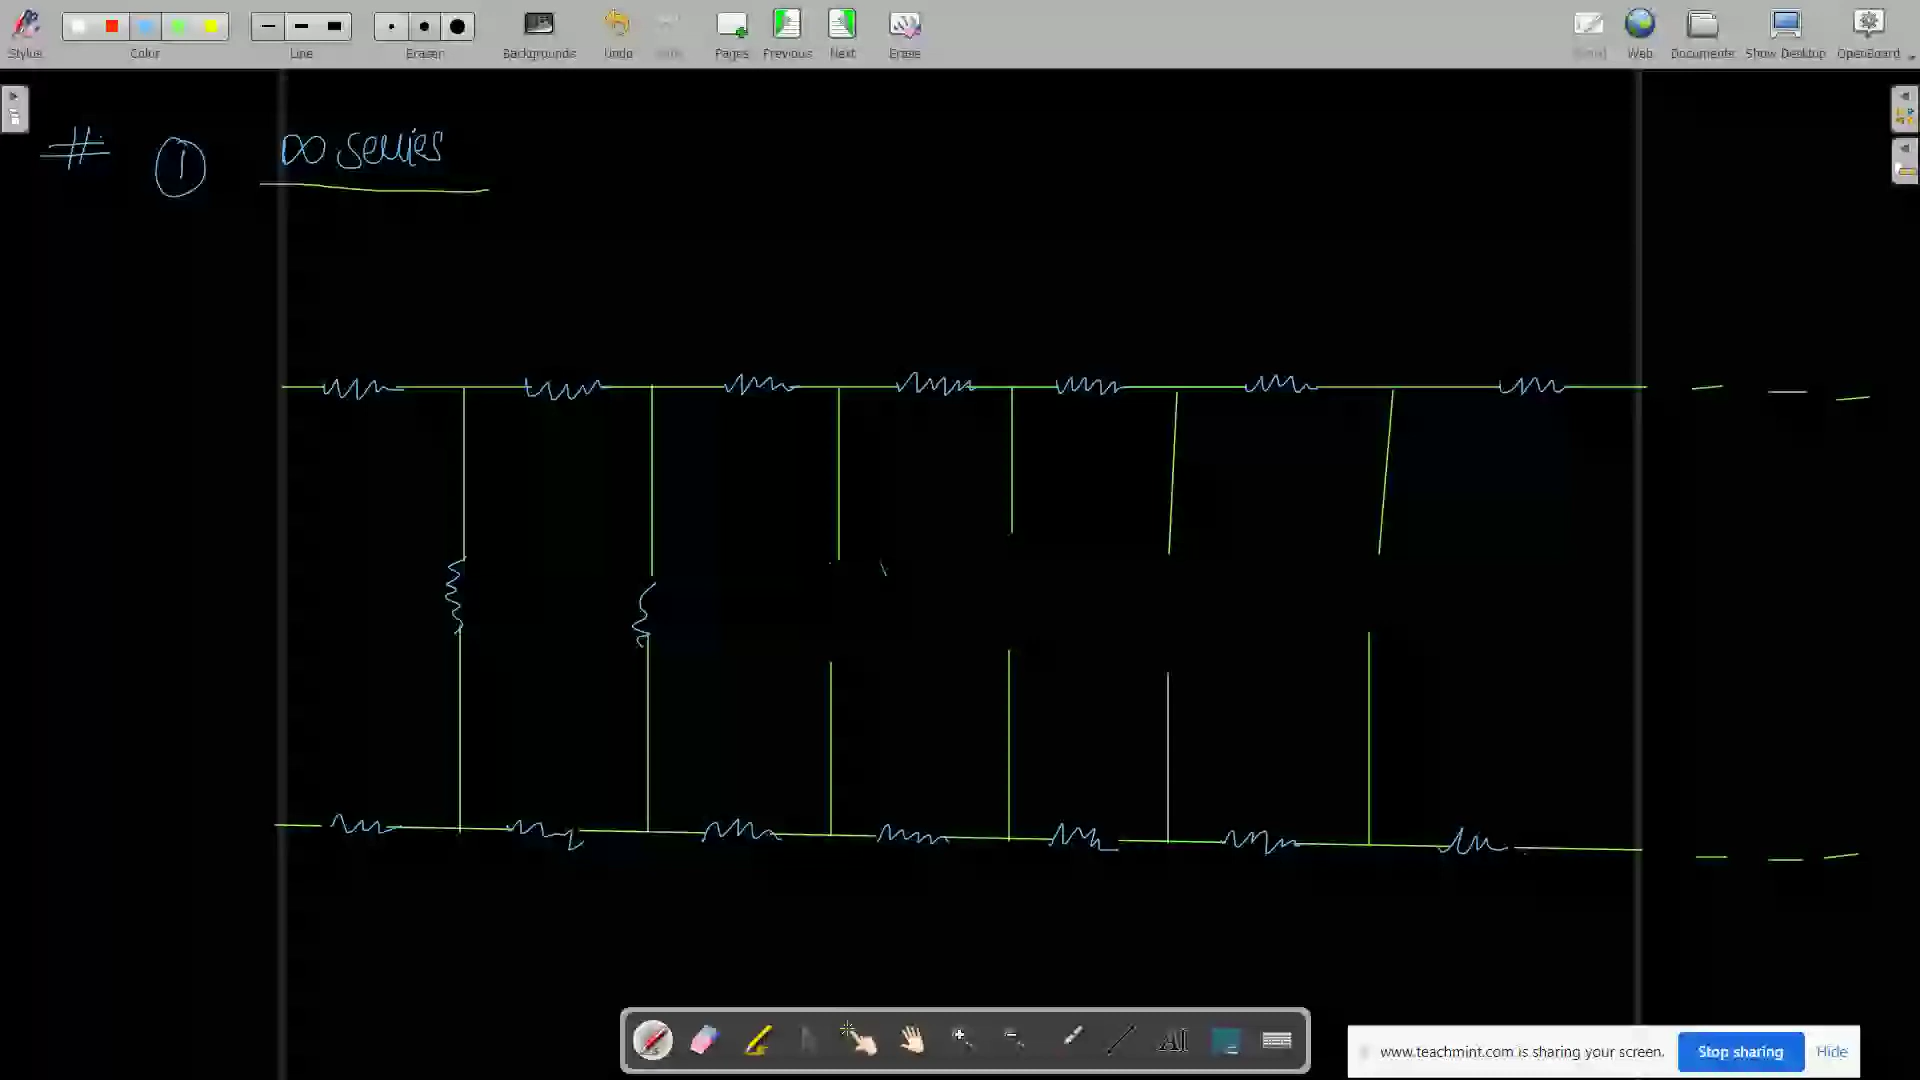 Stylus
Color
Line
Eraser
Backgrounds
Undo
Pages
Previous
Next
Erase
Web
Documents
Show Desktop
OpenBoard
# ① ∞ series
AI
www.teachmint.com is sharing your screen.
Stop sharing
Hide